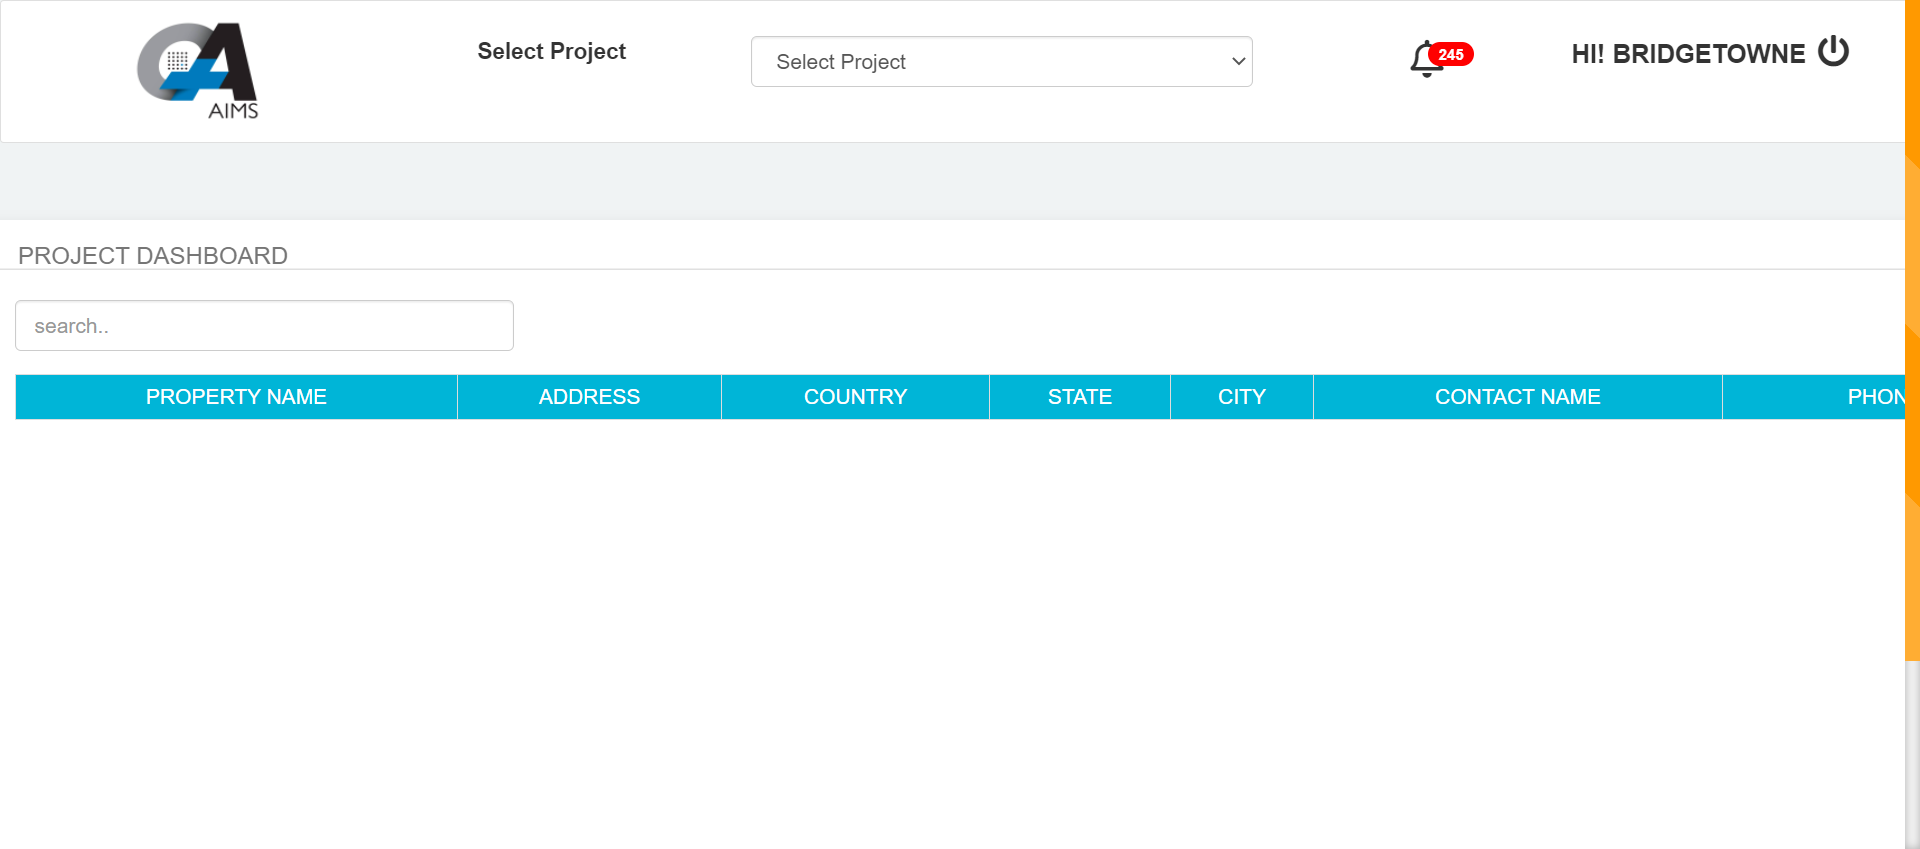 AIMS
Select Project
Select Project
245
HI! BRIDGETOWNE
PROJECT DASHBOARD
search..
PROPERTY NAME ADDRESS COUNTRY STATE CITY CONTACT NAME PHON